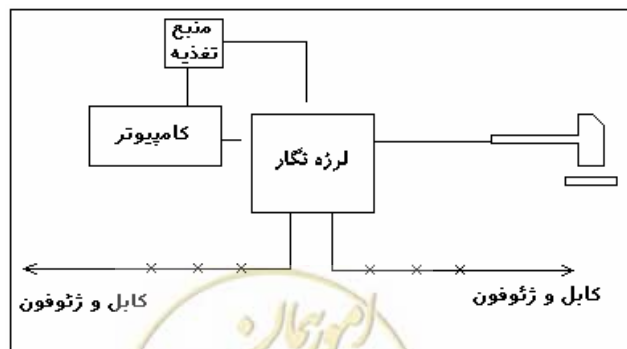 منبع
تغذیه
کامپیوتر
لرزه نگار
کابل و ژئوفون
کابل و ژئوفون